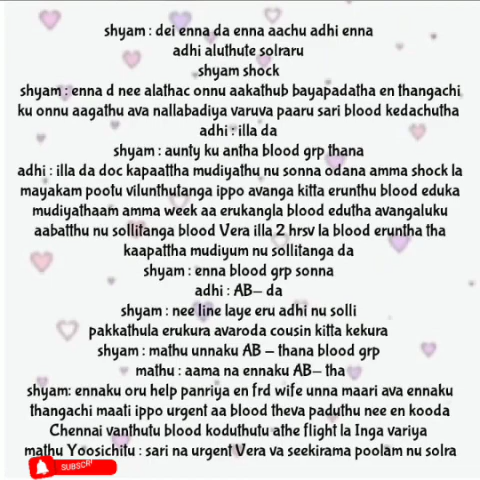 shyam : dei enna da enna aachu adhi enna
adhi aluthute solraru
shyam shock
shyam : enna d nee alathac onnu aakathub bayapadatha en thangachi
ku onnu aagathu ava nallabadiya varuva paaru sari blood kedachutha
adhi : illa da
shyam : aunty ku antha blood grp thana
adhi : illa da doc kapaattha mudiyathu nu sonna odana amma shock la
mayakam pootu vilunthutanga ippo avanga kitta erunthu blood eduka
mudiyathaam amma week aa erukangla blood edutha avangaluku
aabatthu nu sollitanga blood Vera illa 2 hrsv la blood eruntha tha
kaapattha mudiyum nu sollitanga da
shyam : enna blood grp sonna
adhi : AB- da
shyam : nee line laye eru adhi nu solli
pakkathula erukura avaroda cousin kitta kekura
shyam : mathu unnaku AB - thana blood grp
mathu : aama na ennaku AB- tha
shyam: ennaku oru help panriya en frd wife unna maari ava ennaku
thangachi maati ippo urgent aa blood theva paduthu nee en kooda
Chennai vanthutu blood koduthutu athe flight la Inga variya
mathu Yoosichitu : sari na urgent Vera va seekirama poolam nu solra
SUBSCRI